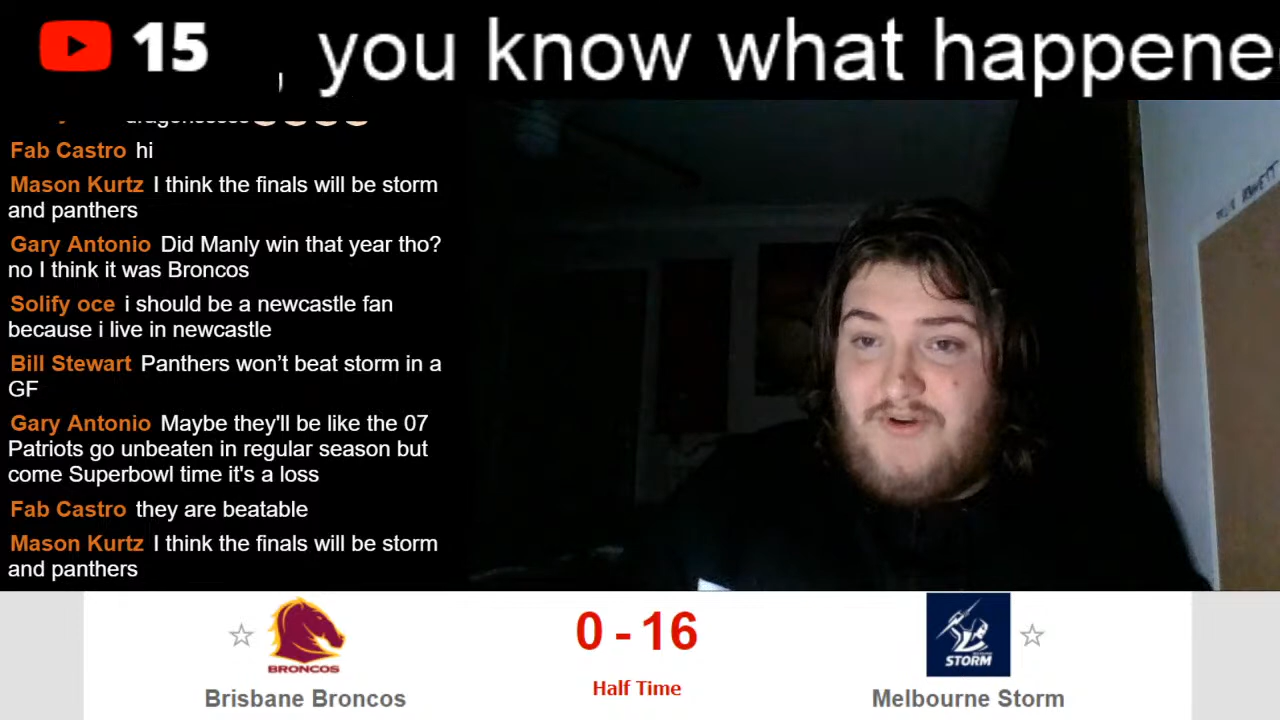 15
, you know what happene
Fab Castro hi
Mason Kurtz I think the finals will be storm
and panthers
Gary Antonio Did Manly win that year tho?
no I think it was Broncos
Solify oce i should be a newcastle fan
because i live in newcastle
Bill Stewart Panthers won’t beat storm in a
GF
Gary Antonio Maybe they'll be like the 07
Patriots go unbeaten in regular season but
come Superbowl time it's a loss
Fab Castro they are beatable
Mason Kurtz I think the finals will be storm
and panthers
BRONCOS
Brisbane Broncos
0 - 16
Half Time
STORM
Melbourne Storm